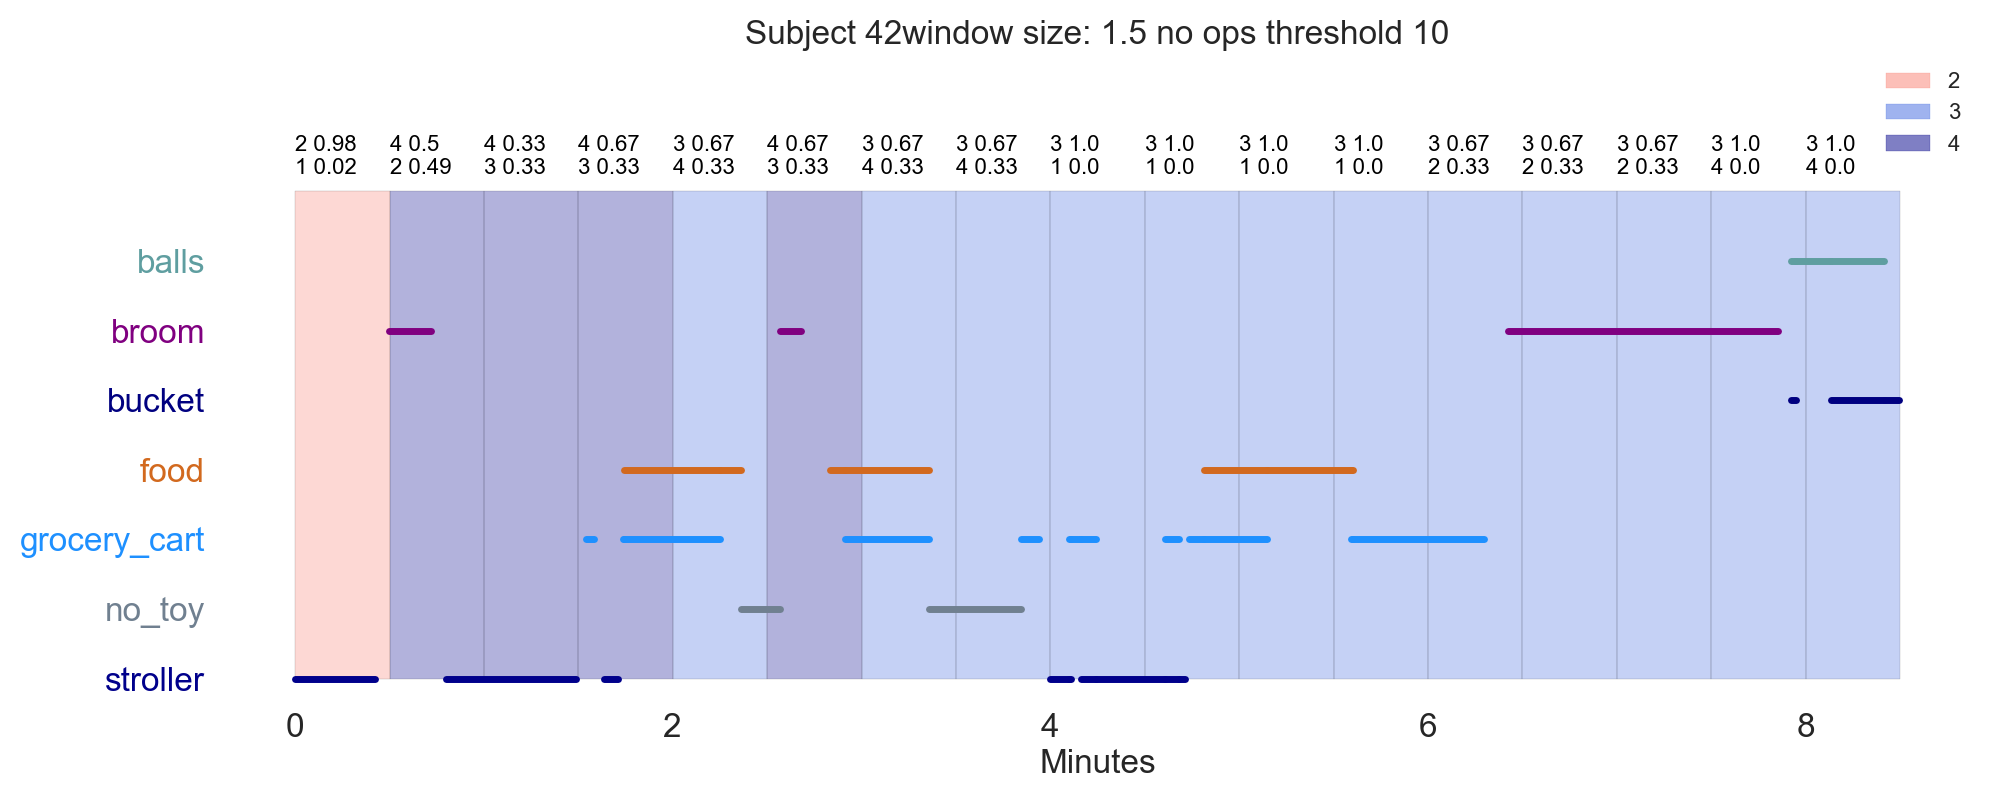 Subject 42window size: 1.5 no ops threshold 10
2
3
4
2 0.98 4 0.5 4 0.33 4 0.67 3 0.67 4 0.67 3 0.67 3 0.67 3 1.0 3 1.0 3 1.0 3 1.0 3 0.67 3 0.67 3 0.67 3 1.0 3 1.0
1 0.02 2 0.49 3 0.33 3 0.33 4 0.33 3 0.33 4 0.33 4 0.33 1 0.0 1 0.0 1 0.0 1 0.0 2 0.33 2 0.33 2 0.33 4 0.0 4 0.0
balls
broom
bucket
food
grocery_cart
no_toy
stroller
0 2 4 6 8
Minutes